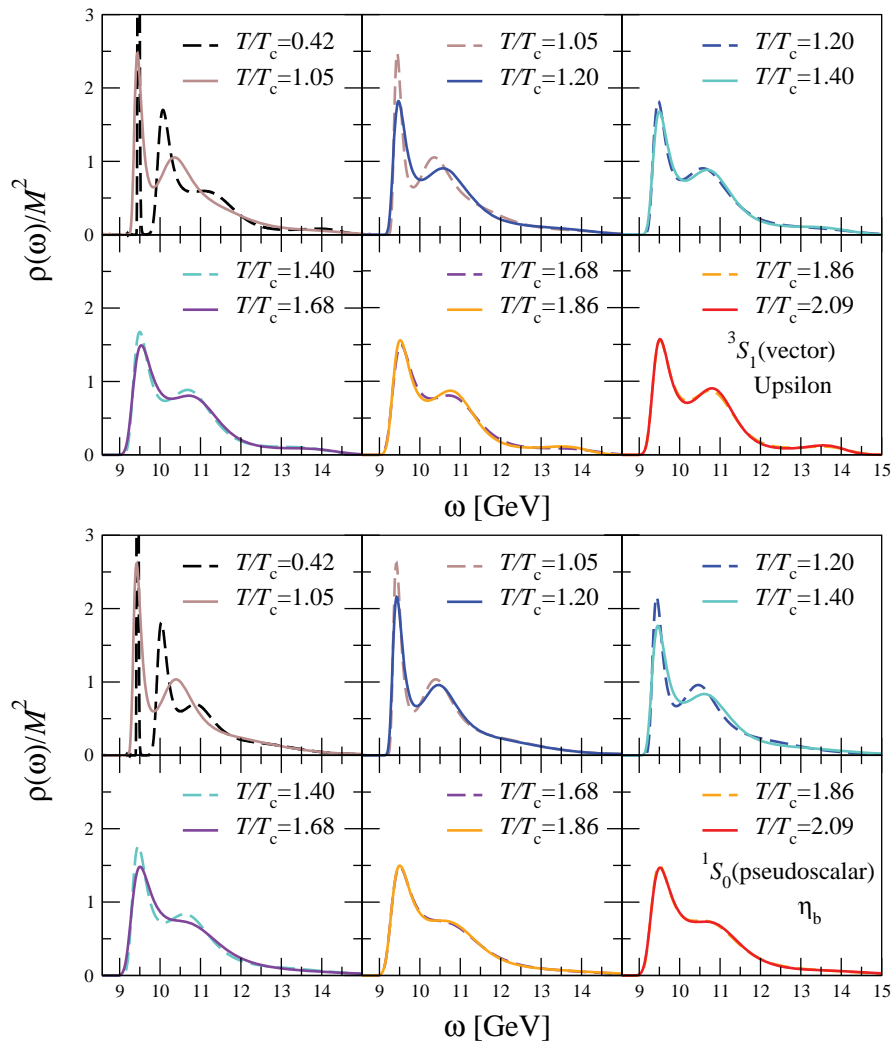 3
T/Tc=0.42
T/Tc=1.05
T/Tc=1.20
1.05
1.20
1.40
2
1
0
ρ(ω)/M²
T/Tc=1.40
T/Tc=1.68
T/Tc=1.68
T/Tc=1.86
T/Tc=1.86
T/Tc=2.09
2
³S₁(vector)
Upsilon
1
0
9 10 11 12 13 14 9 10 11 12 13 14 9 10 11 12 13 14 15
ω [GeV]
3
T/Tc=0.42 T/Tc=1.05 T/Tc=1.20
T/Tc=1.05 T/Tc=1.20 T/Tc=1.40
2
1
0
ρ(ω)/M²
T/Tc=1.40 T/Tc=1.68 T/Tc=1.86
T/Tc=1.68 T/Tc=1.86 T/Tc=2.09
2
¹S₀(pseudoscalar)
η_b
1
0
9 10 11 12 13 14 9 10 11 12 13 14 9 10 11 12 13 14 15
ω [GeV]